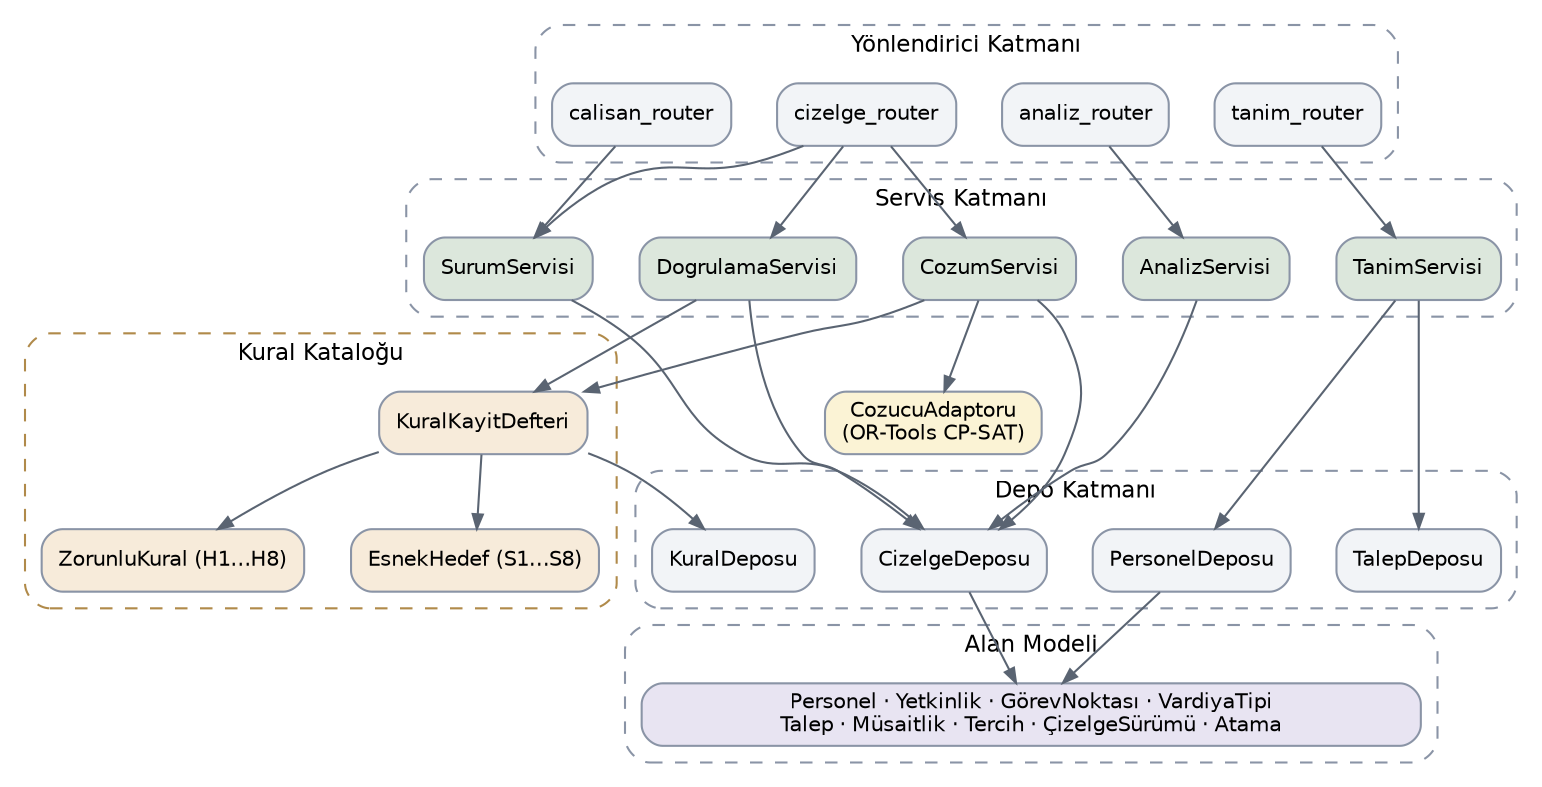 Yönlendirici Katmanı
calisan_router
cizelge_router
analiz_router
tanim_router
Servis Katmanı
SurumServisi
DogrulamaServisi
CozumServisi
AnalizServisi
TanimServisi
Kural Kataloğu
KuralKayitDefteri
CozucuAdaptoru
(OR-Tools CP-SAT)
Depo Katmanı
ZorunluKural (H1...H8)
EsnekHedef (S1...S8)
KuralDeposu
CizelgeDeposu
PersonelDeposu
TalepDeposu
Alan Modeli
Personel · Yetkinlik · GörevNoktası · VardiyaTipi
Talep · Müsaitlik · Tercih · ÇizelgeSürümü · Atama